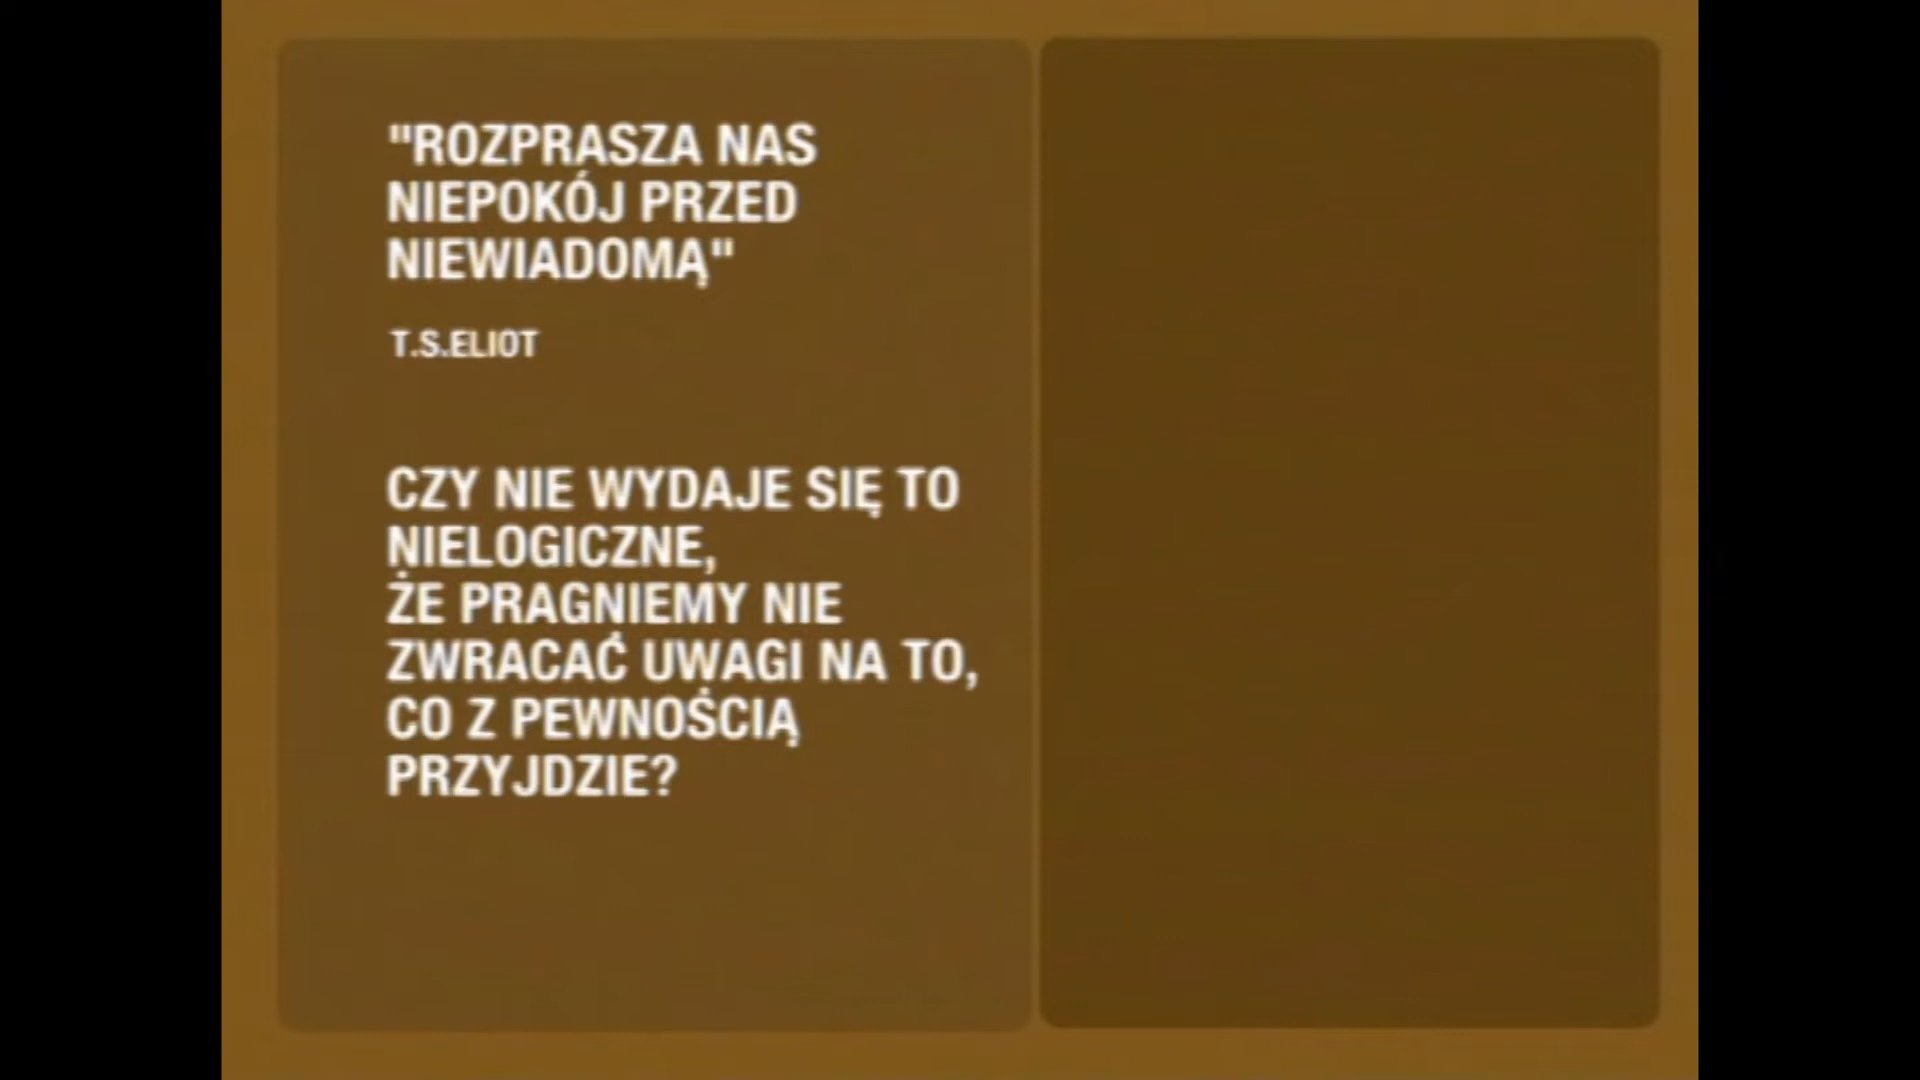 "ROZPRASZA NAS
NIEPOKÓJ PRZED
NIEWIADOMĄ"
T.S.ELIOT
CZY NIE WYDAJE SIĘ TO
NIELOGICZNE,
ŻE PRAGNIEMY NIE
ZWRACAĆ UWAGI NA TO,
CO Z PEWNOŚCIĄ
PRZYJDZIE?